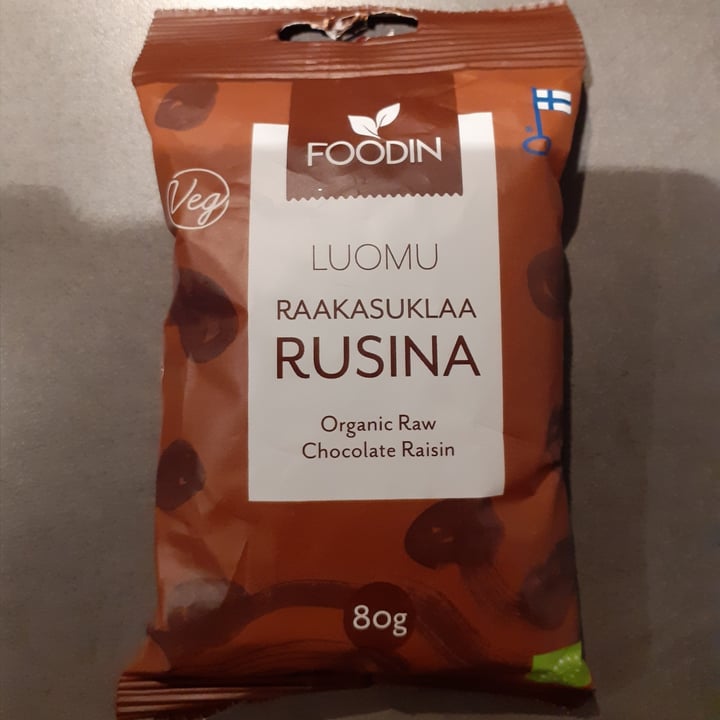 FOODIN
Veg
LUOMU
RAAKASUKLAA
RUSINA
Organic Raw
Chocolate Raisin
80g